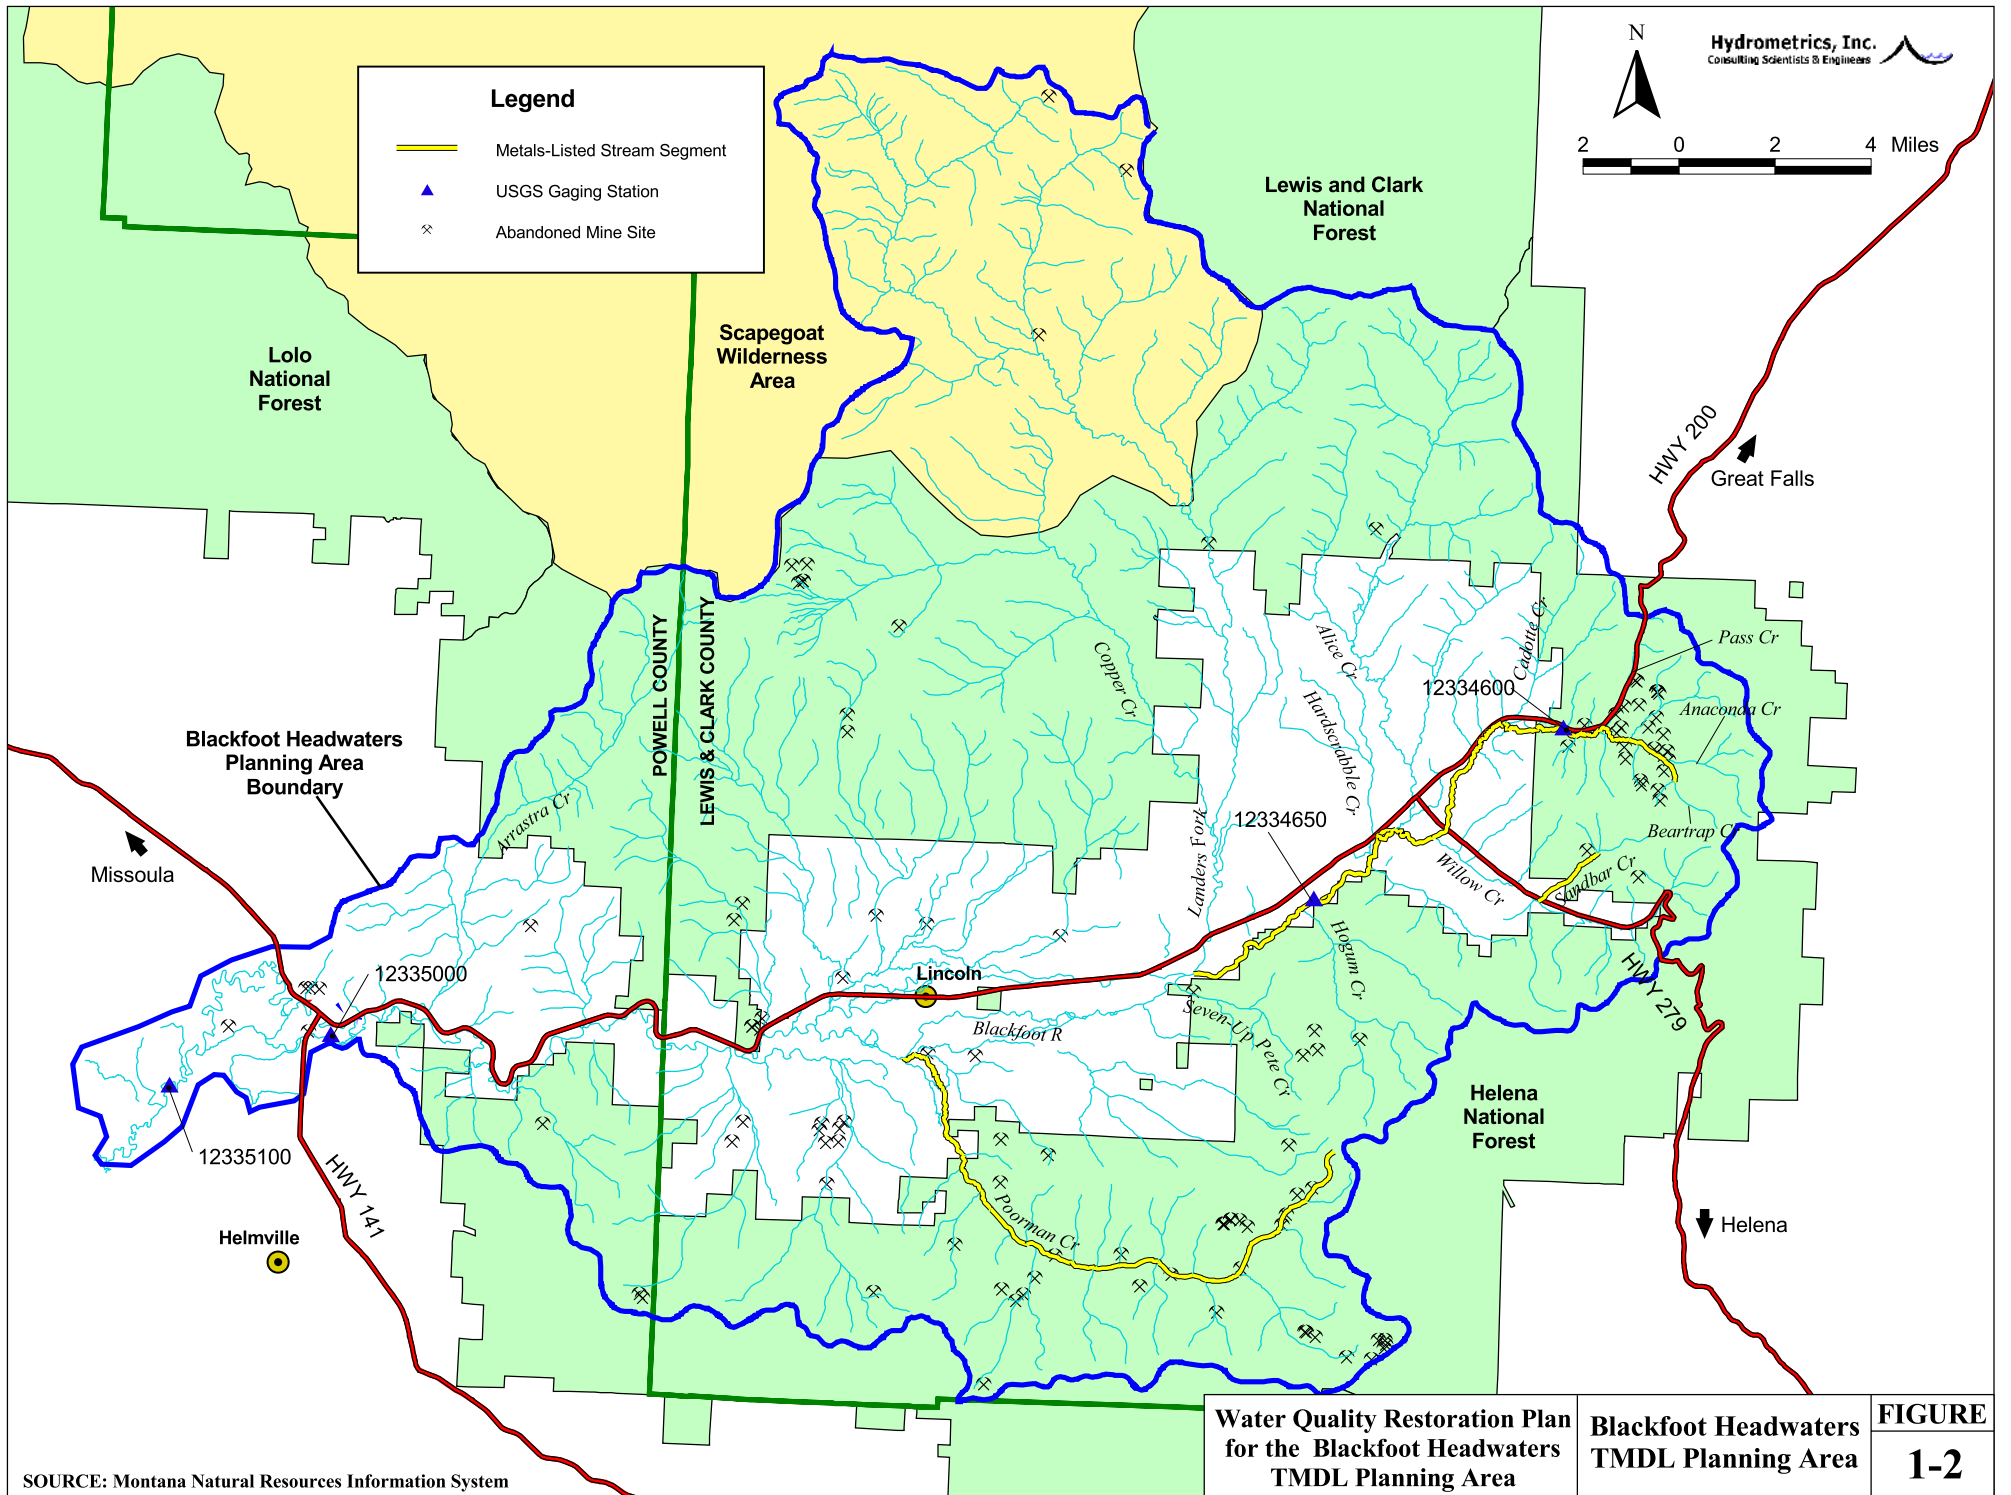 Legend
Metals-Listed Stream Segment
USGS Gaging Station
Abandoned Mine Site
N
Hydrometrics, Inc.
Consulting Scientists & Engineers
2 0 2 4 Miles
Lewis and Clark
National
Forest
Scapegoat
Wilderness
Area
Lolo
National
Forest
HWY 200
Great Falls
POWELL COUNTY
LEWIS & CLARK COUNTY
Copper Cr
Alice Cr
Cadotte Cr
Pass Cr
12334600
Hardscrabble Cr
Anaconda Cr
Blackfoot Headwaters
Planning Area
Boundary
Arrastra Cr
Landers Fork
12334650
Beartrap C
Willow Cr
Sandbar Cr
Missoula
Hogum Cr
HWY 279
12335000
Lincoln
Blackfoot R
Seven-Up Pete Cr
Helena
National
Forest
12335100
HWY 141
Helmville
Poorman Cr
Helena
Water Quality Restoration Plan
for the Blackfoot Headwaters
TMDL Planning Area
Blackfoot Headwaters
TMDL Planning Area
FIGURE
1-2
SOURCE: Montana Natural Resources Information System